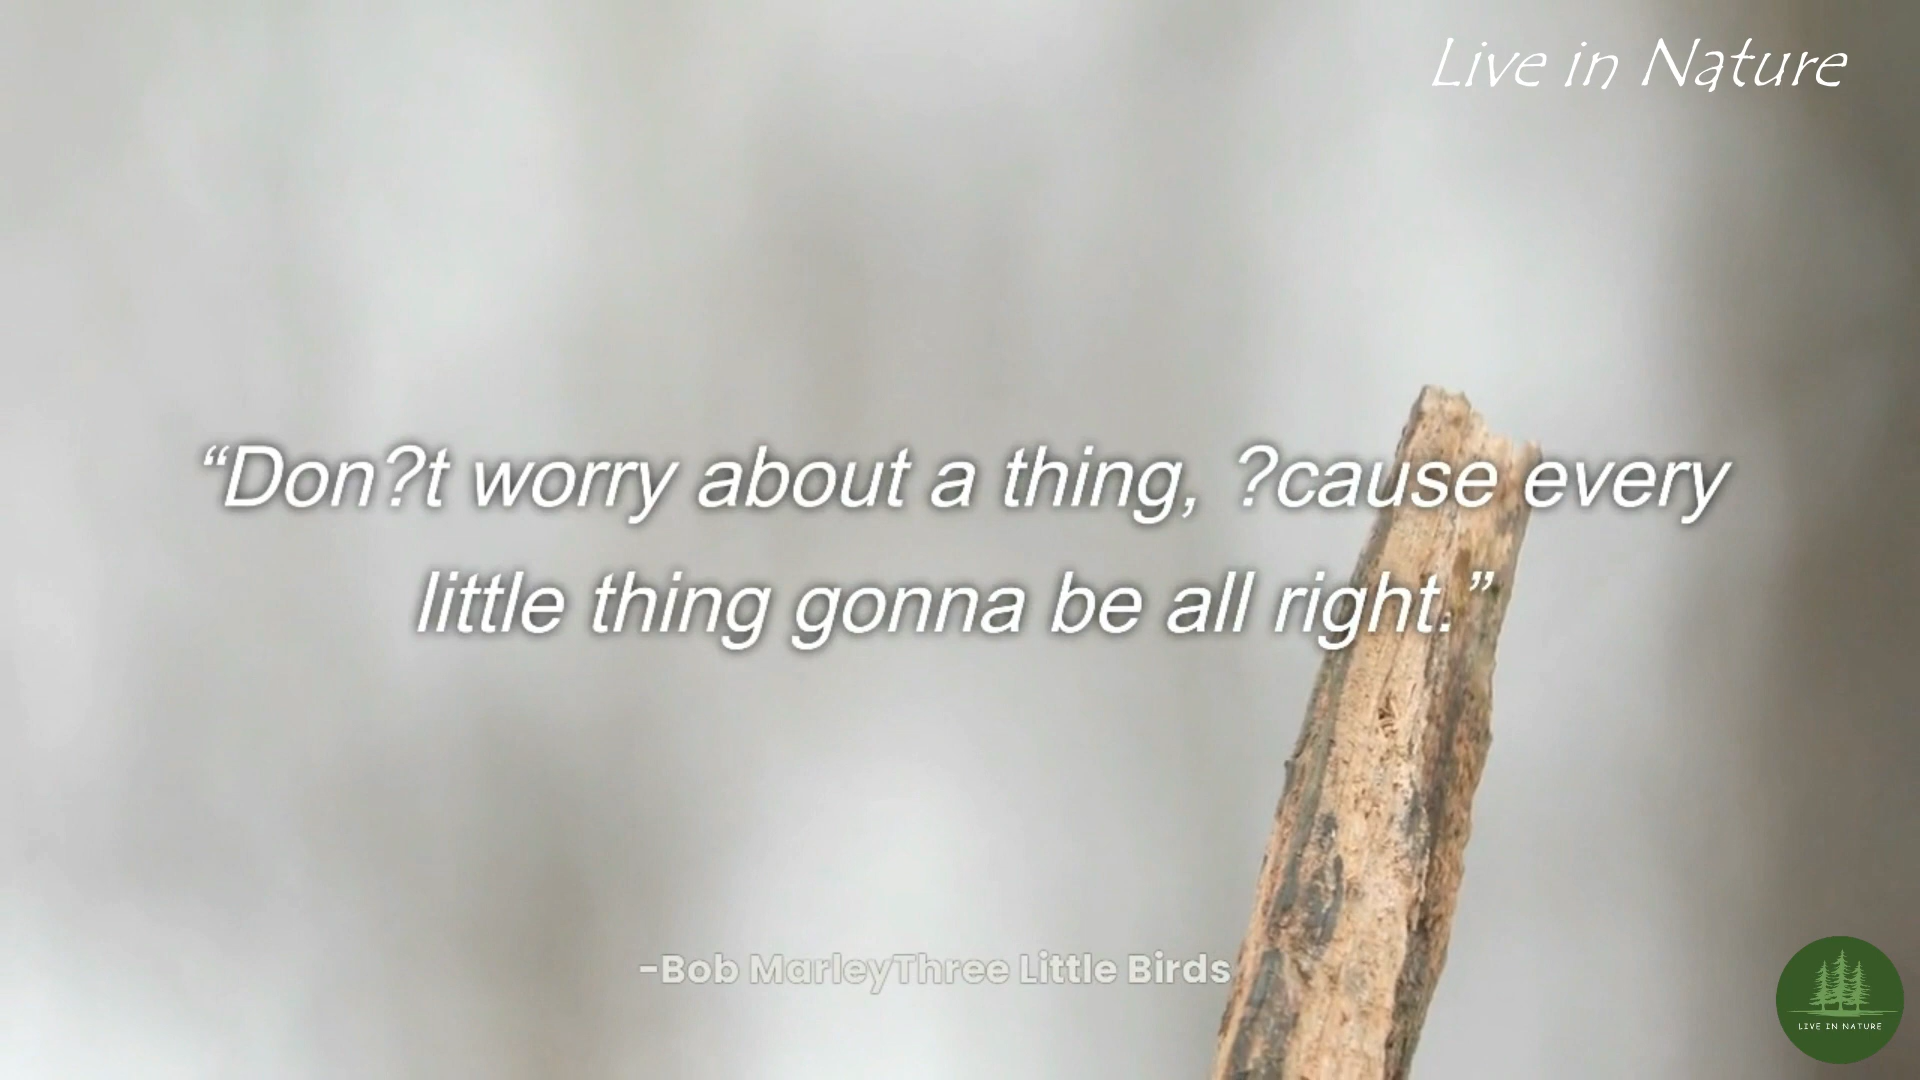 Live in Nature
“Don?t worry about a thing, ?cause every
little thing gonna be all right.”
-Bob MarleyThree Little Birds
LIVE IN NATURE